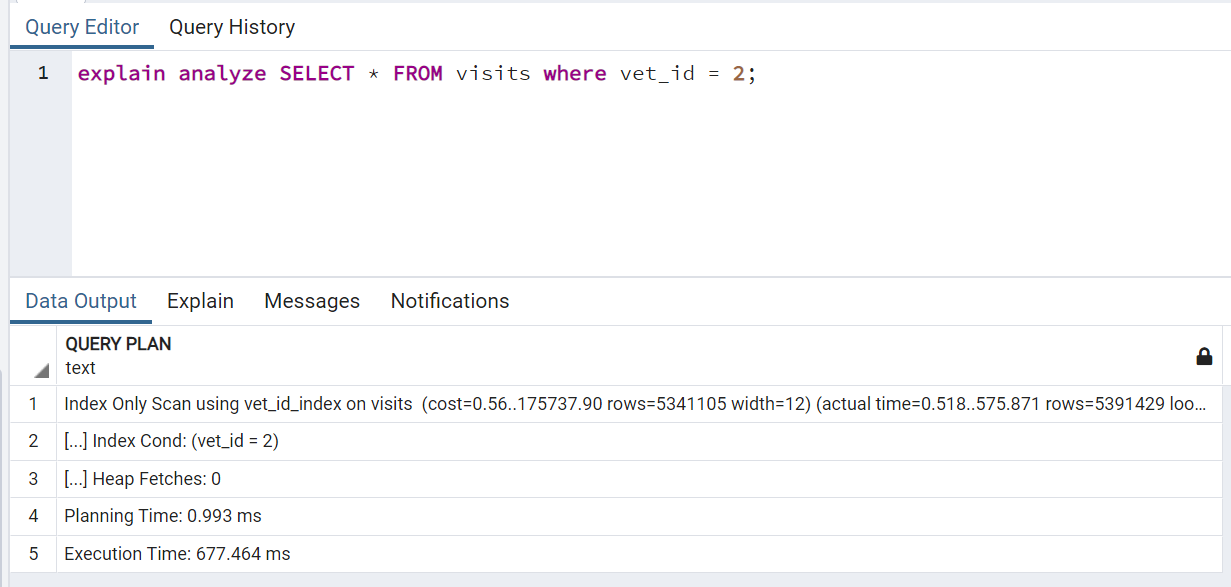 Query Editor Query History
1 explain analyze SELECT * FROM visits where vet_id = 2;
Data Output Explain Messages Notifications
QUERY PLAN
text
1 Index Only Scan using vet_id_index on visits (cost=0.56..175737.90 rows=5341105 width=12) (actual time=0.518..575.871 rows=5391429 loo...
2 [...] Index Cond: (vet_id = 2)
3 [...] Heap Fetches: 0
4 Planning Time: 0.993 ms
5 Execution Time: 677.464 ms